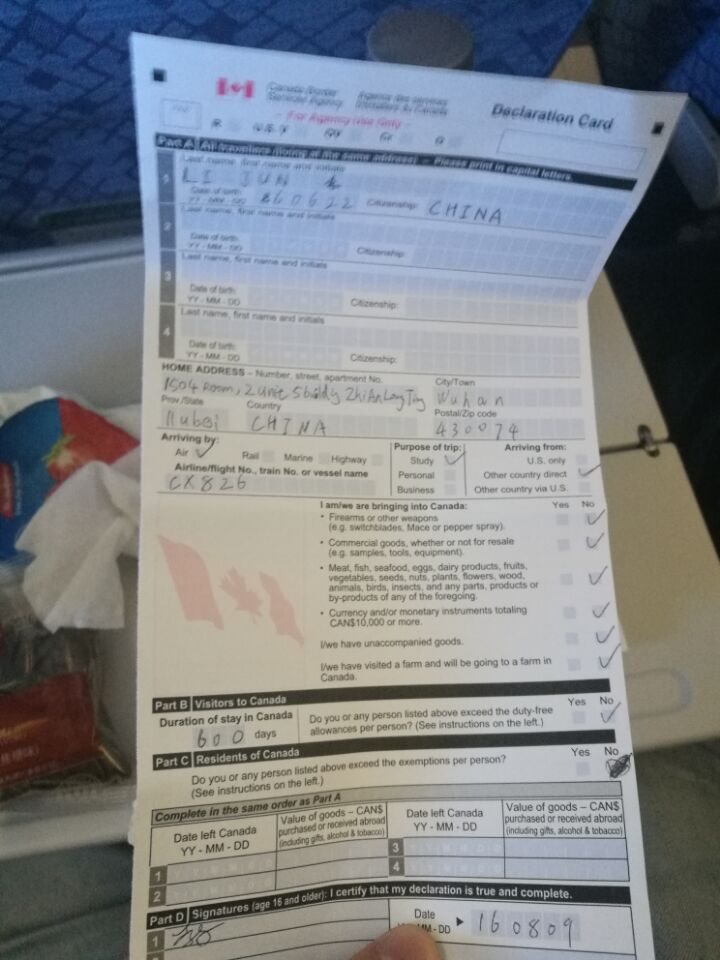 Canada Border Services Agency
Agence des services frontaliers du Canada
Declaration Card
- For Agency Use Only -
Part A All travellers (living at the same address) – Please print in capital letters.
1
Last name, first name and initials
LI JUN
Date of birth:
YY - MM - DD
860622
Citizenship:
CHINA
2
Last name, first name and initials
Date of birth:
YY - MM - DD
Citizenship:
3
Last name, first name and initials
Date of birth:
YY - MM - DD
Citizenship:
4
Last name, first name and initials
Date of birth:
YY - MM - DD
Citizenship:
HOME ADDRESS – Number, street, apartment No.
City/Town
1504 Room, 2
Wuhan
Prov./State
Country
Postal/Zip code
Hubei
CHINA
430074
Arriving by:
Air
Rail
Marine
Highway
Airline/flight No., train No. or vessel name
CX826
Purpose of trip:
Study
Personal
Business
Arriving from:
U.S. only
Other country direct
Other country via U.S.
I am/we are bringing into Canada:
Yes No
• Firearms or other weapons
(e.g. switchblades, Mace or pepper spray).
• Commercial goods, whether or not for resale
(e.g. samples, tools, equipment).
• Meat, fish, seafood, eggs, dairy products, fruits,
vegetables, seeds, nuts, plants, flowers, wood,
animals, birds, insects, and any parts, products or
by-products of any of the foregoing.
• Currency and/or monetary instruments totaling
CAN$10,000 or more.
I/we have unaccompanied goods.
I/we have visited a farm and will be going to a farm in
Canada.
Part B Visitors to Canada
Duration of stay in Canada
600 days
Do you or any person listed above exceed the duty-free
allowances per person? (See instructions on the left.)
Yes No
Part C Residents of Canada
Do you or any person listed above exceed the exemptions per person?
(See instructions on the left.)
Yes No
Complete in the same order as Part A
Date left Canada
YY - MM - DD
Value of goods – CAN$
purchased or received abroad
(including gifts, alcohol & tobacco)
Date left Canada
YY - MM - DD
Value of goods – CAN$
purchased or received abroad
(including gifts, alcohol & tobacco)
1
3
2
4
Part D Signatures (age 16 and older): I certify that my declaration is true and complete.
1
Date
MM - DD
160809